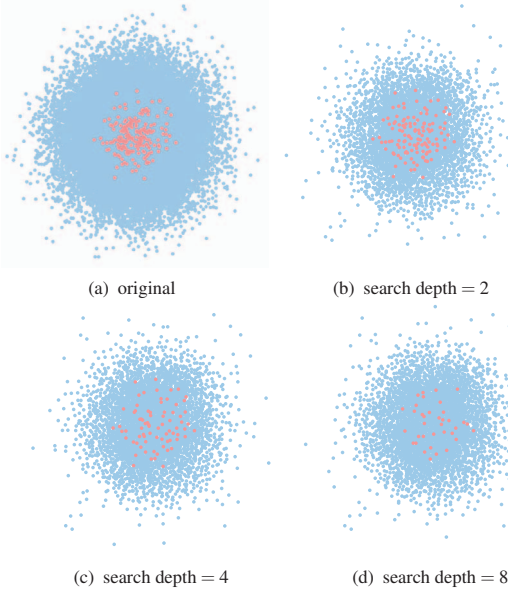 (a) original
(b) search depth = 2
(c) search depth = 4
(d) search depth = 8